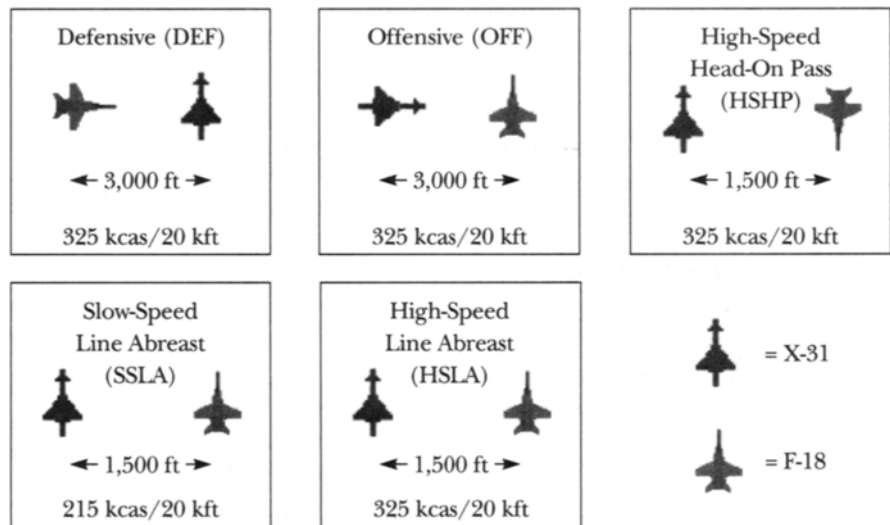 Defensive (DEF)
3,000 ft
325 kcas/20 kft
Offensive (OFF)
3,000 ft
325 kcas/20 kft
High-Speed
Head-On Pass
(HSHP)
1,500 ft
325 kcas/20 kft
Slow-Speed
Line Abreast
(SSLA)
1,500 ft
215 kcas/20 kft
High-Speed
Line Abreast
(HSLA)
1,500 ft
325 kcas/20 kft
= X-31
= F-18